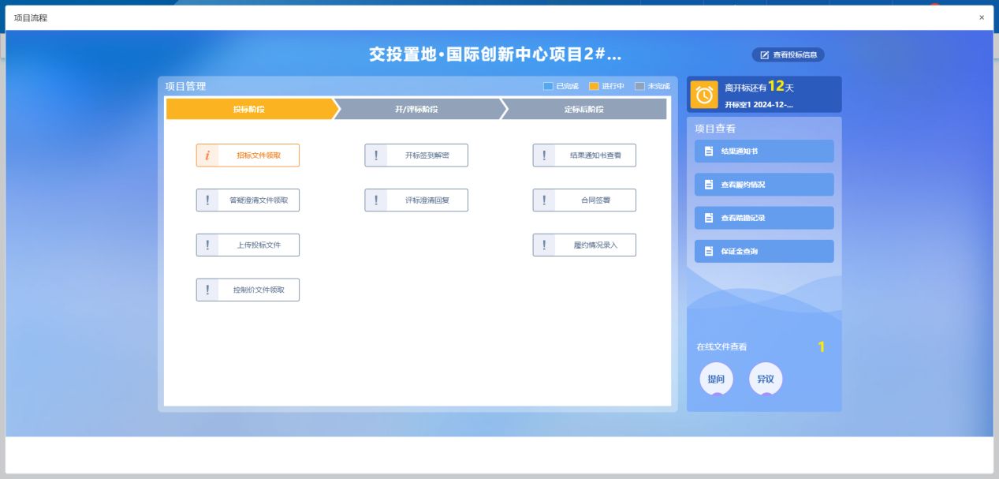 项目流程
×
交投置地·国际创新中心项目2#...
查看投标信息
项目管理
已完成 进行中 未完成
投标阶段 开/评标阶段 定标后阶段
招标文件领取
开标签到解密
结果通知书查看
答疑澄清文件领取
评标澄清回复
合同签署
上传投标文件
履约情况录入
控制价文件领取
离开标还有12天
开标室1 2024-12-...
项目查看
结果通知书
查看履约情况
查看踏勘记录
保证金查询
在线文件查看 1
提问 异议